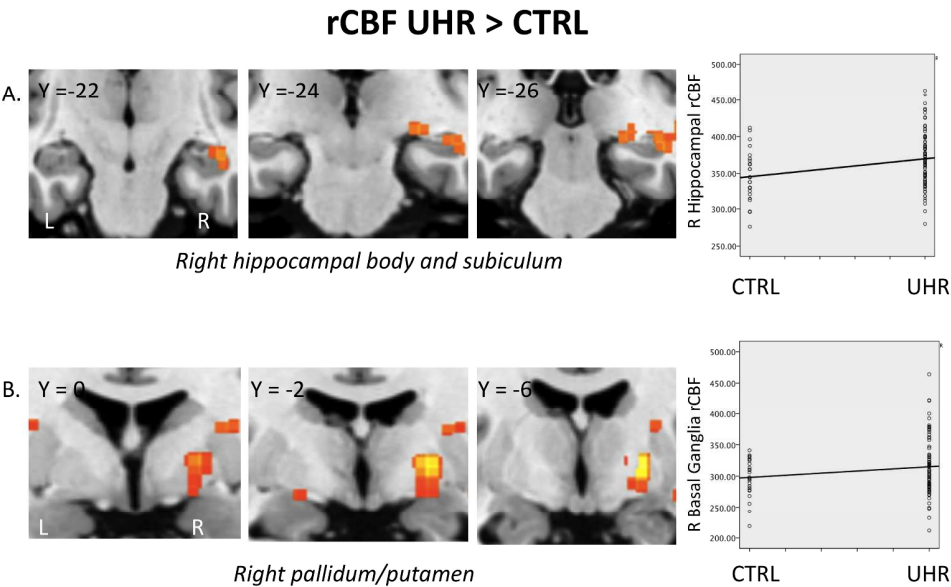 rCBF UHR > CTRL
A.
Y =-22
Y =-24
Y =-26
L
R
Right hippocampal body and subiculum
R Hippocampal rCBF
500.00
450.00
400.00
350.00
300.00
250.00
CTRL
UHR
B.
Y = 0
Y = -2
Y = -6
L
R
Right pallidum/putamen
R Basal Ganglia rCBF
500.00
450.00
400.00
350.00
300.00
250.00
200.00
CTRL
UHR